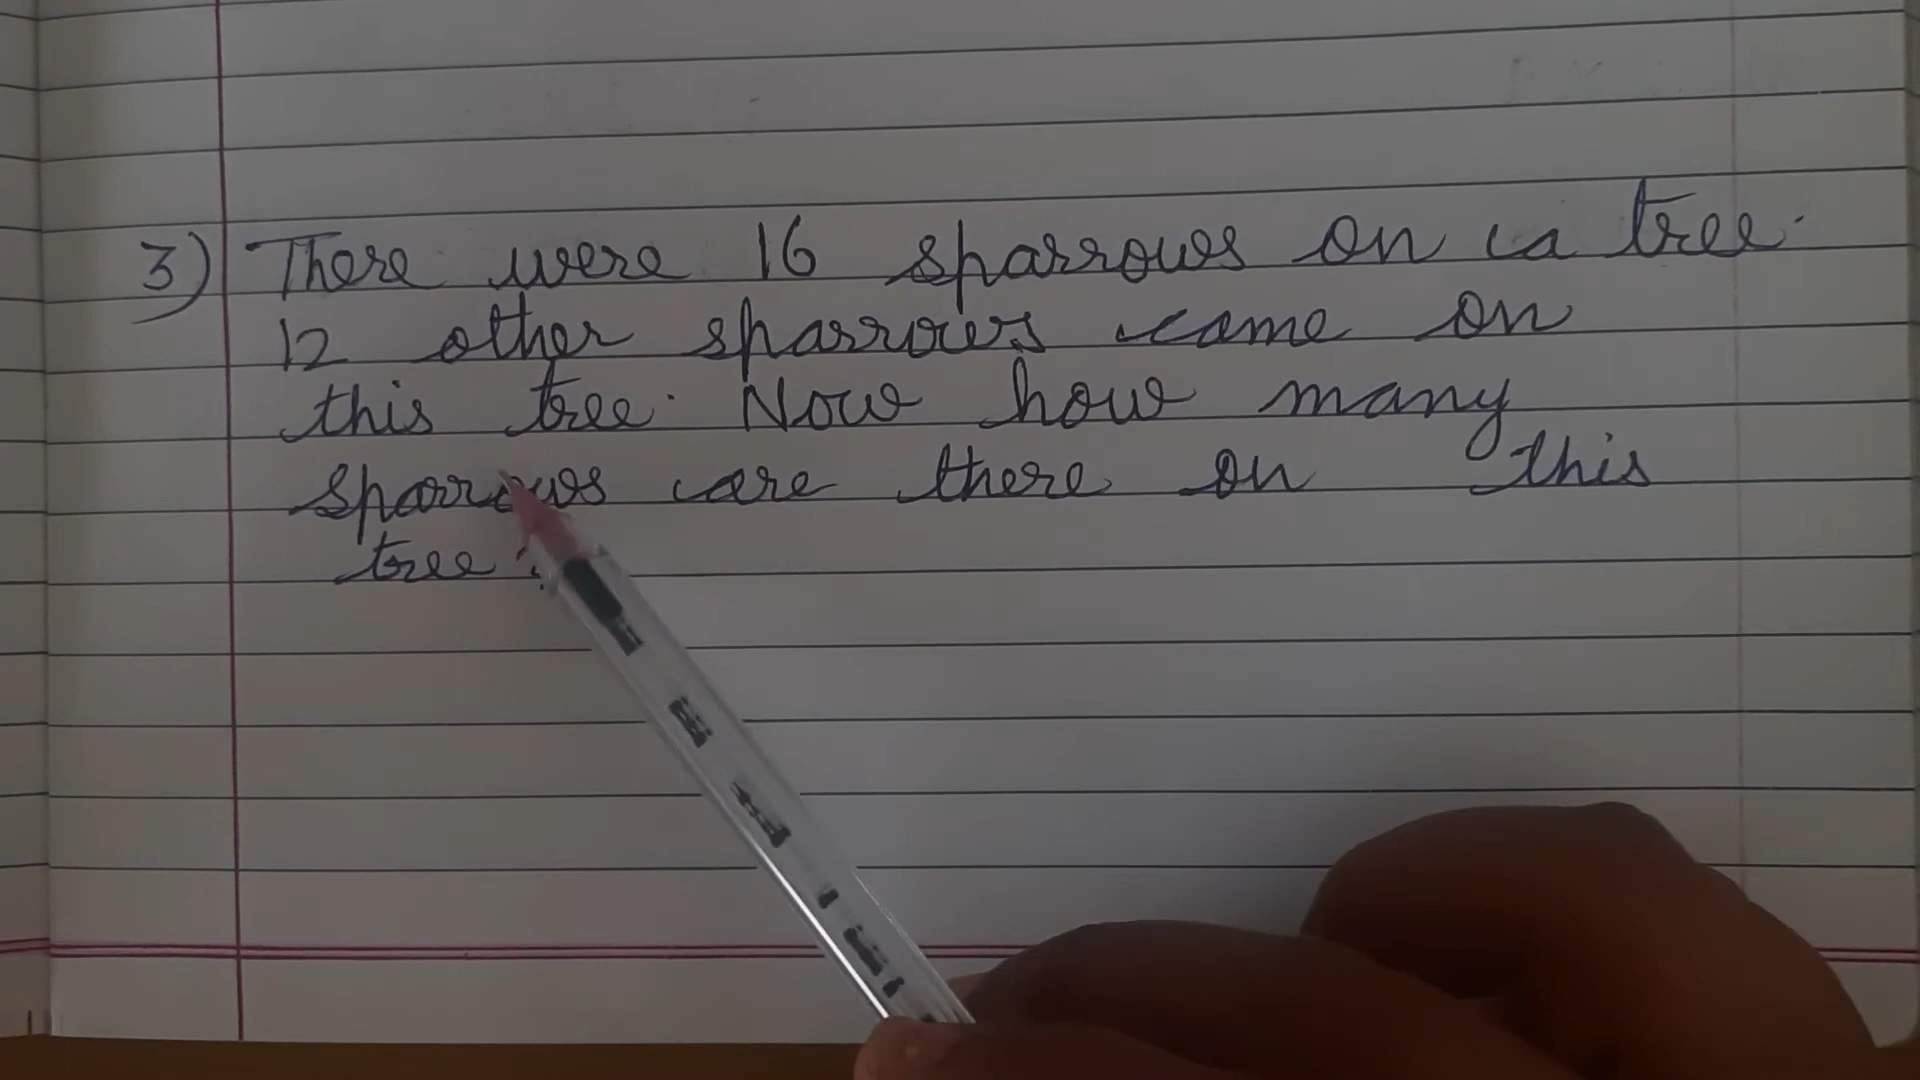 3) There were 16 sparrows on a tree.
12 other sparrows came on
this tree. Now how many
sparrows are there on this
tree?